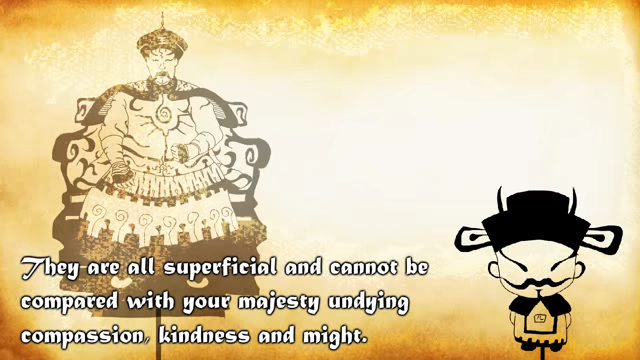 They are all superficial and cannot be
compared with your majesty undying
compassion, kindness and might.